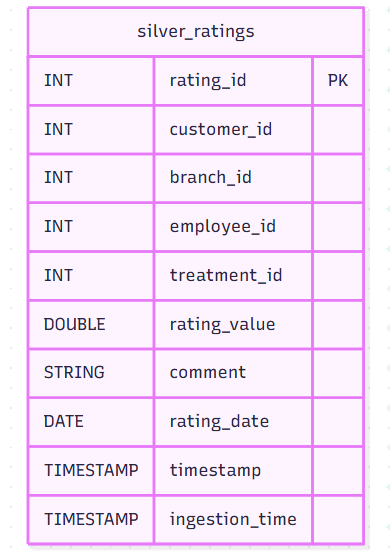 silver_ratings
INT rating_id PK
INT customer_id
INT branch_id
INT employee_id
INT treatment_id
DOUBLE rating_value
STRING comment
DATE rating_date
TIMESTAMP timestamp
TIMESTAMP ingestion_time